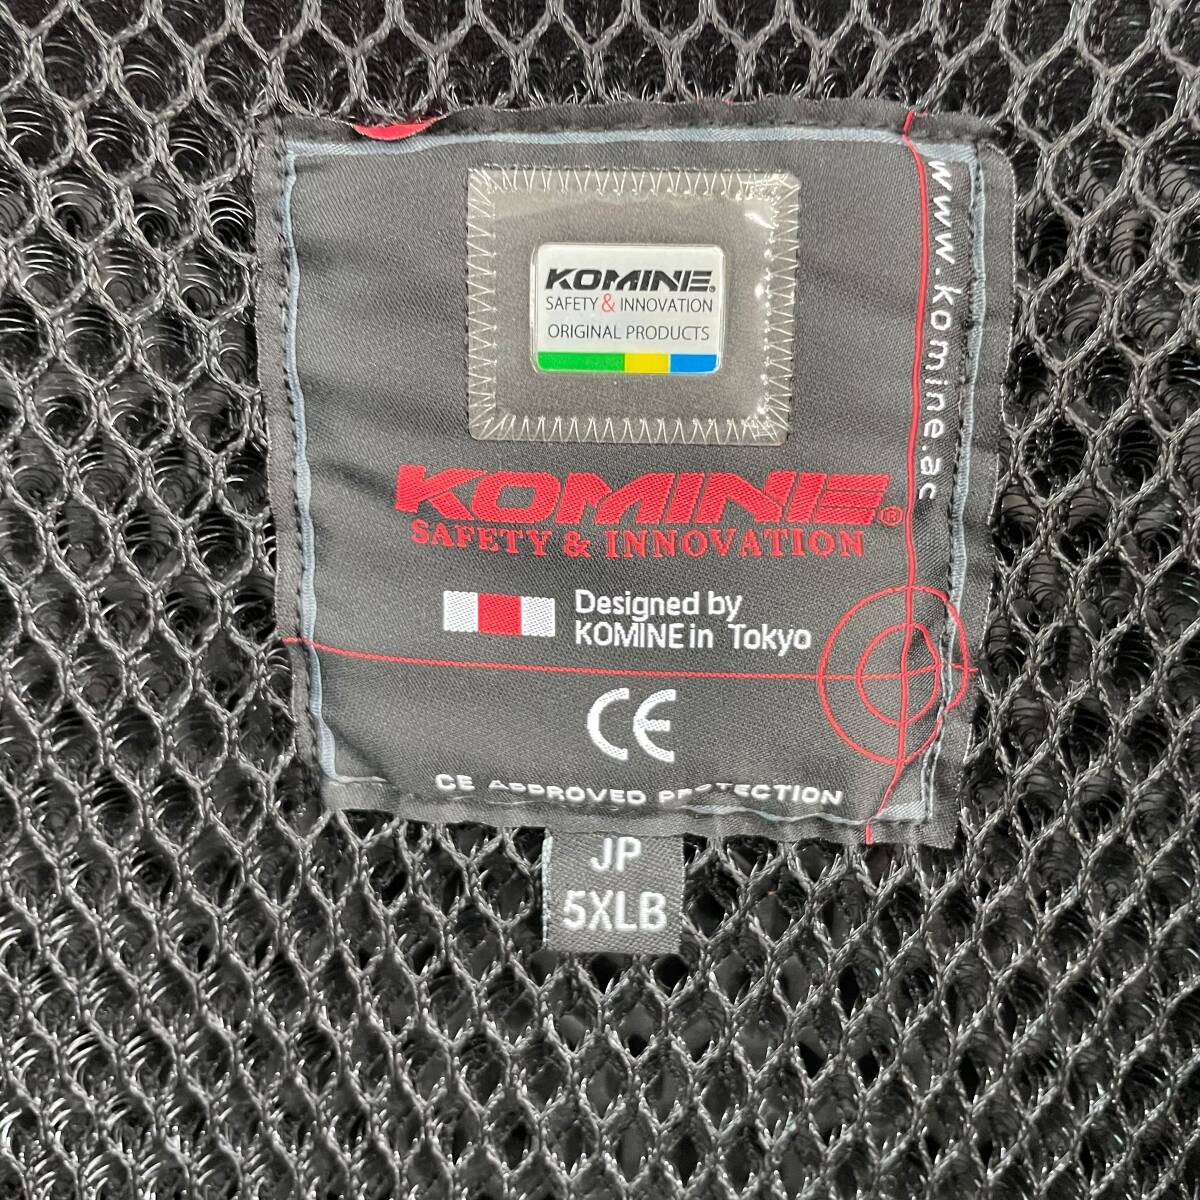 KOMINE®
SAFETY & INNOVATION
ORIGINAL PRODUCTS
www.komine.ac
KOMINE®
SAFETY & INNOVATION
Designed by
KOMINE in Tokyo
CE
CE APPROVED PROTECTION
JP
5XLB